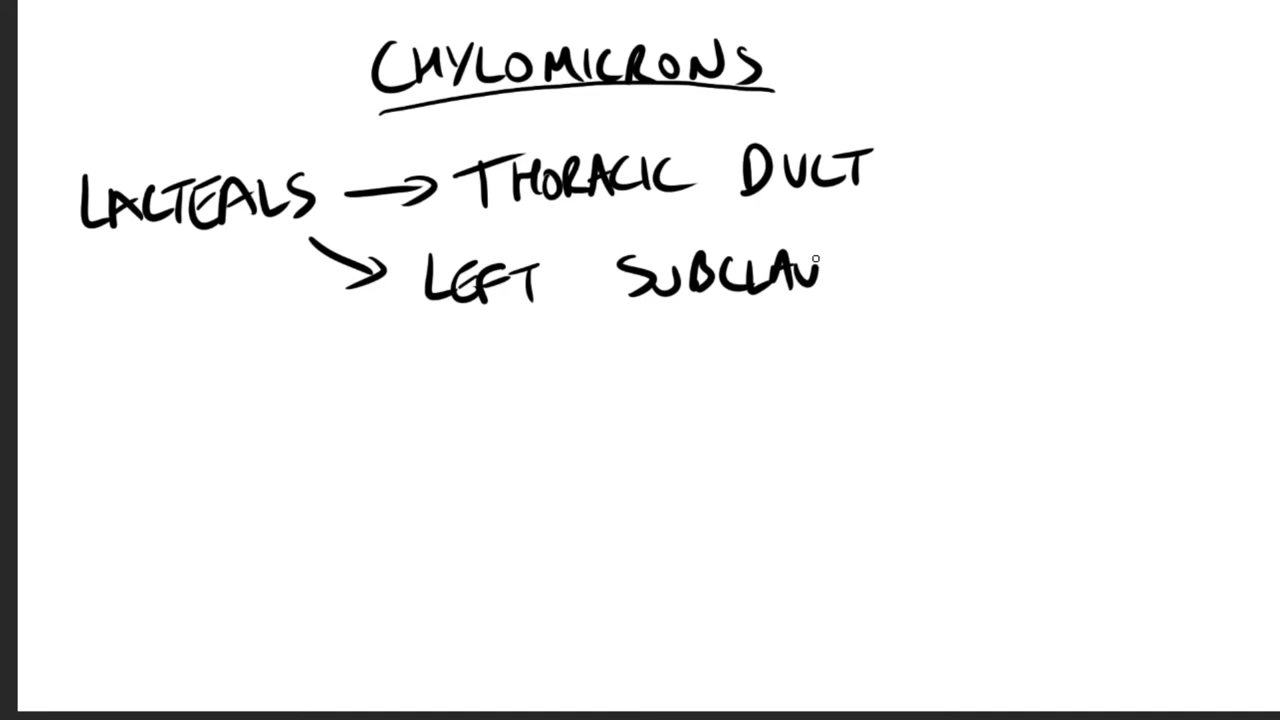 CHYLOMICRONS
LACTEALS → THORACIC DUCT
↘ LEFT SUBCLAV